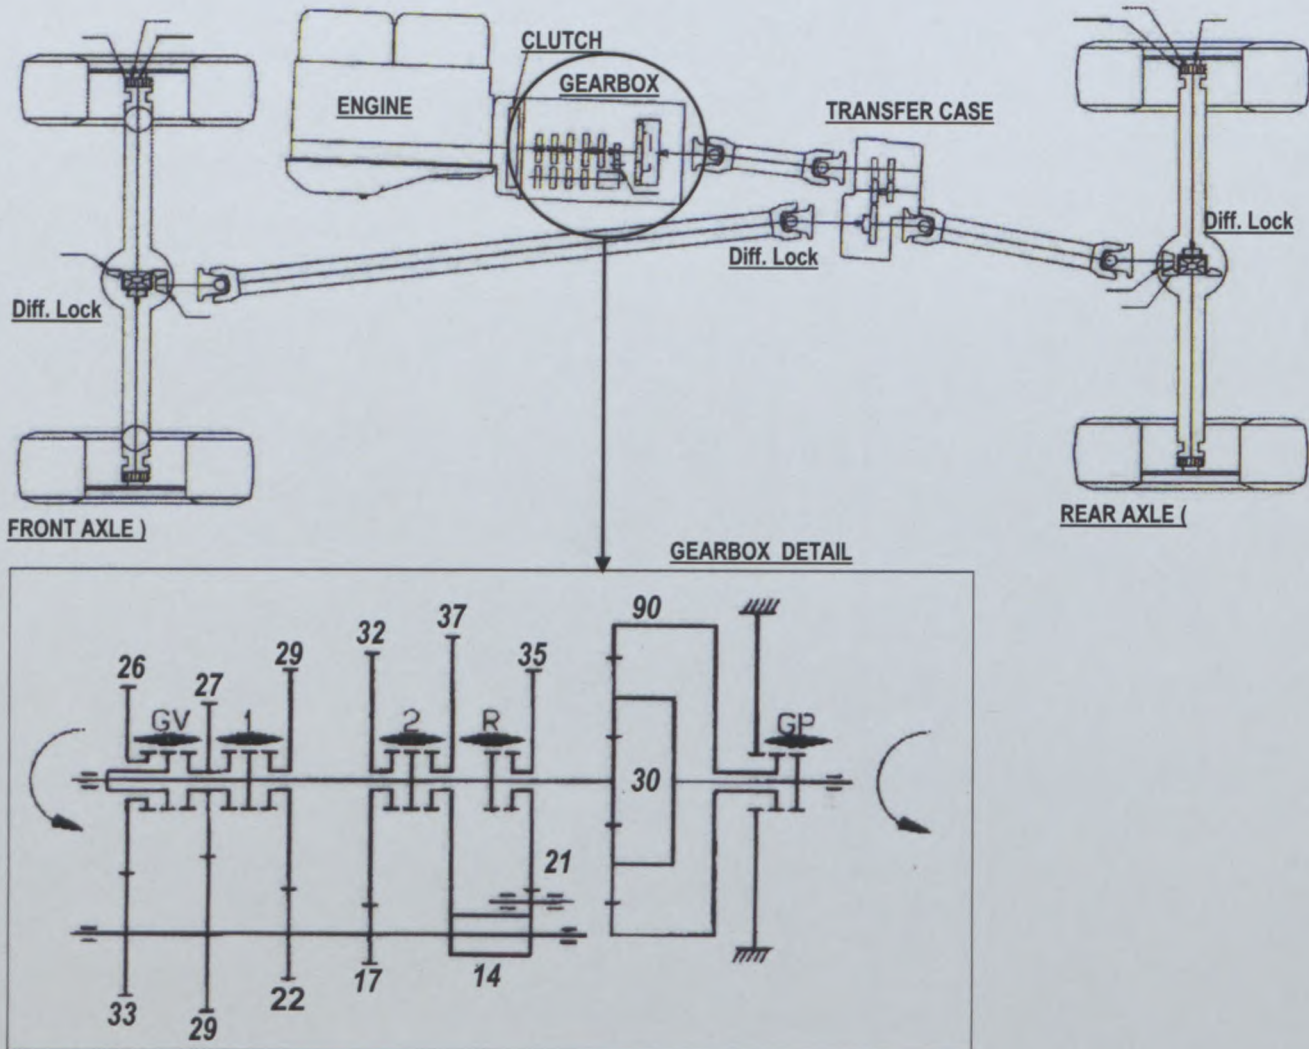 CLUTCH
GEARBOX
ENGINE
TRANSFER CASE
Diff. Lock
Diff. Lock
Diff. Lock
FRONT AXLE )
REAR AXLE (
GEARBOX DETAIL
90
37
32
35
29
26
27
GV
1
2
R
GP
30
21
17
14
22
33
29